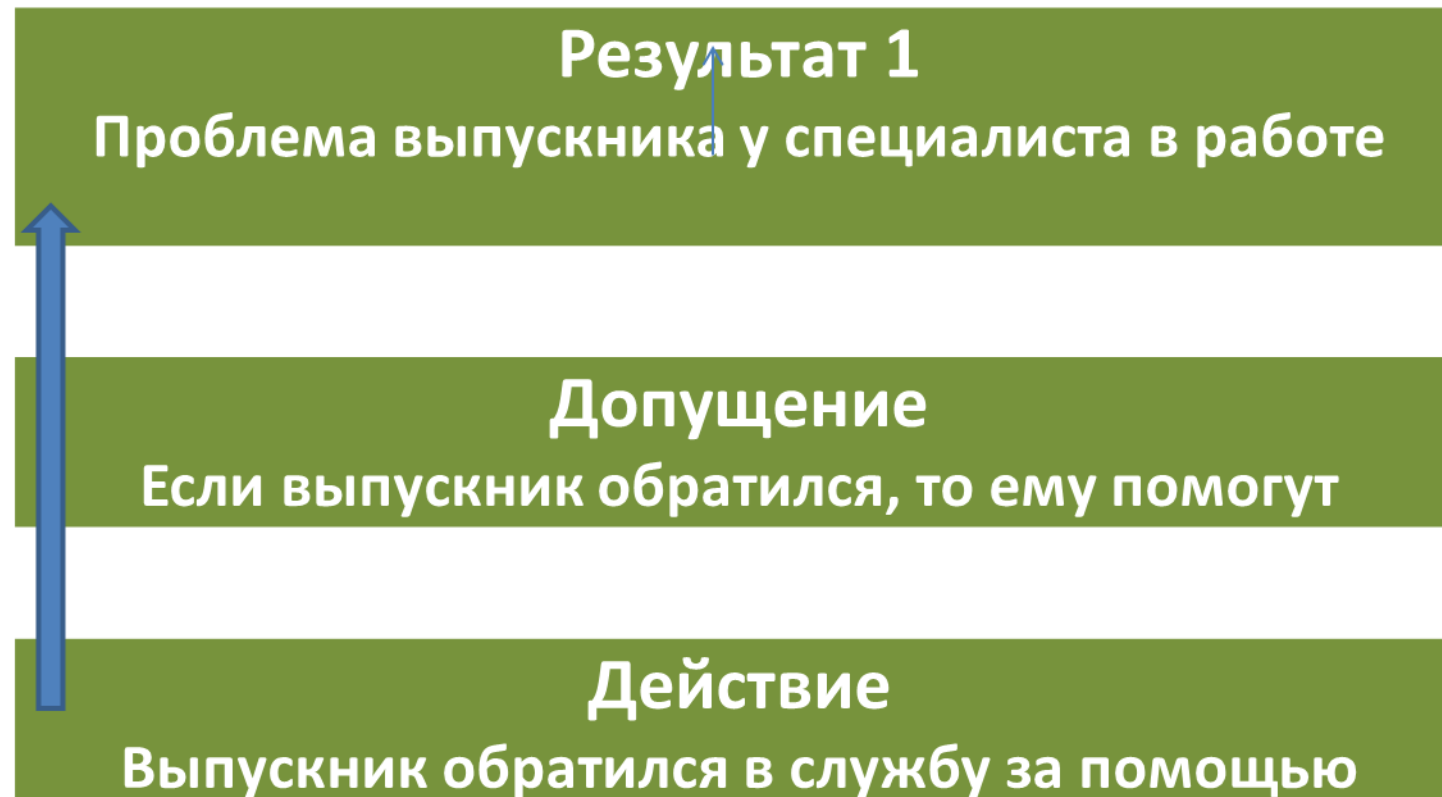 Результат 1
Проблема выпускника у специалиста в работе
Допущение
Если выпускник обратился, то ему помогут
Действие
Выпускник обратился в службу за помощью